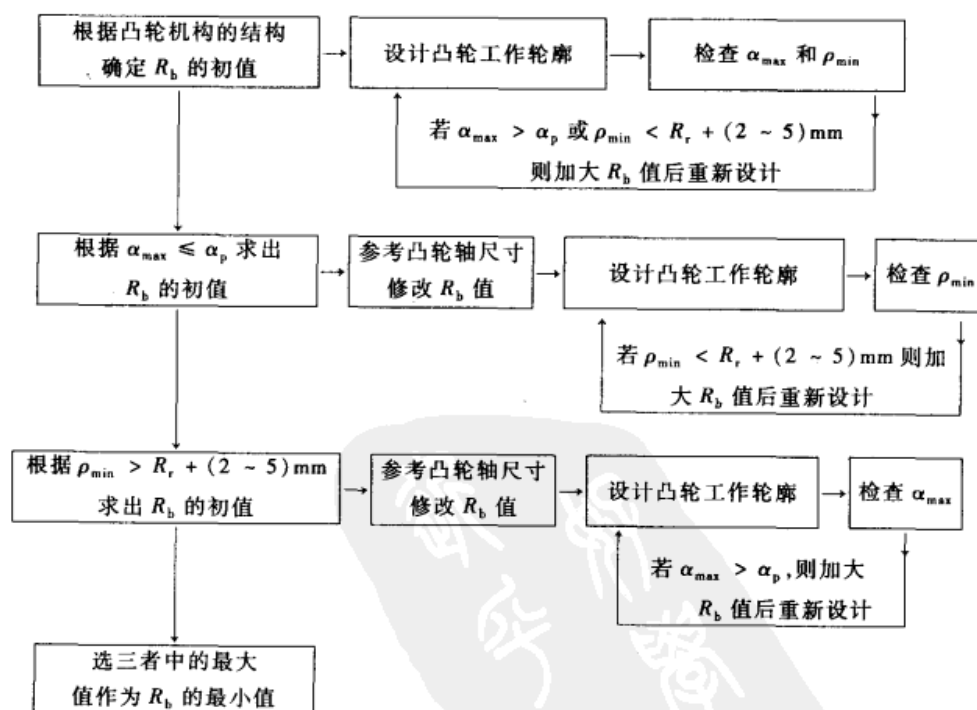 根据凸轮机构的结构
确定 R_b 的初值
设计凸轮工作轮廓
检查 α_max 和 ρ_min
若 α_max > α_p 或 ρ_min < R_r + (2 ~ 5)mm
则加大 R_b 值后重新设计
根据 α_max ≤ α_p 求出
R_b 的初值
参考凸轮轴尺寸
修改 R_b 值
设计凸轮工作轮廓
检查 ρ_min
若 ρ_min < R_r + (2 ~ 5)mm 则加
大 R_b 值后重新设计
根据 ρ_min > R_r + (2 ~ 5)mm
求出 R_b 的初值
参考凸轮轴尺寸
修改 R_b 值
设计凸轮工作轮廓
检查 α_max
若 α_max > α_p ,则加大
R_b 值后重新设计
选三者中的最大
值作为 R_b 的最小值